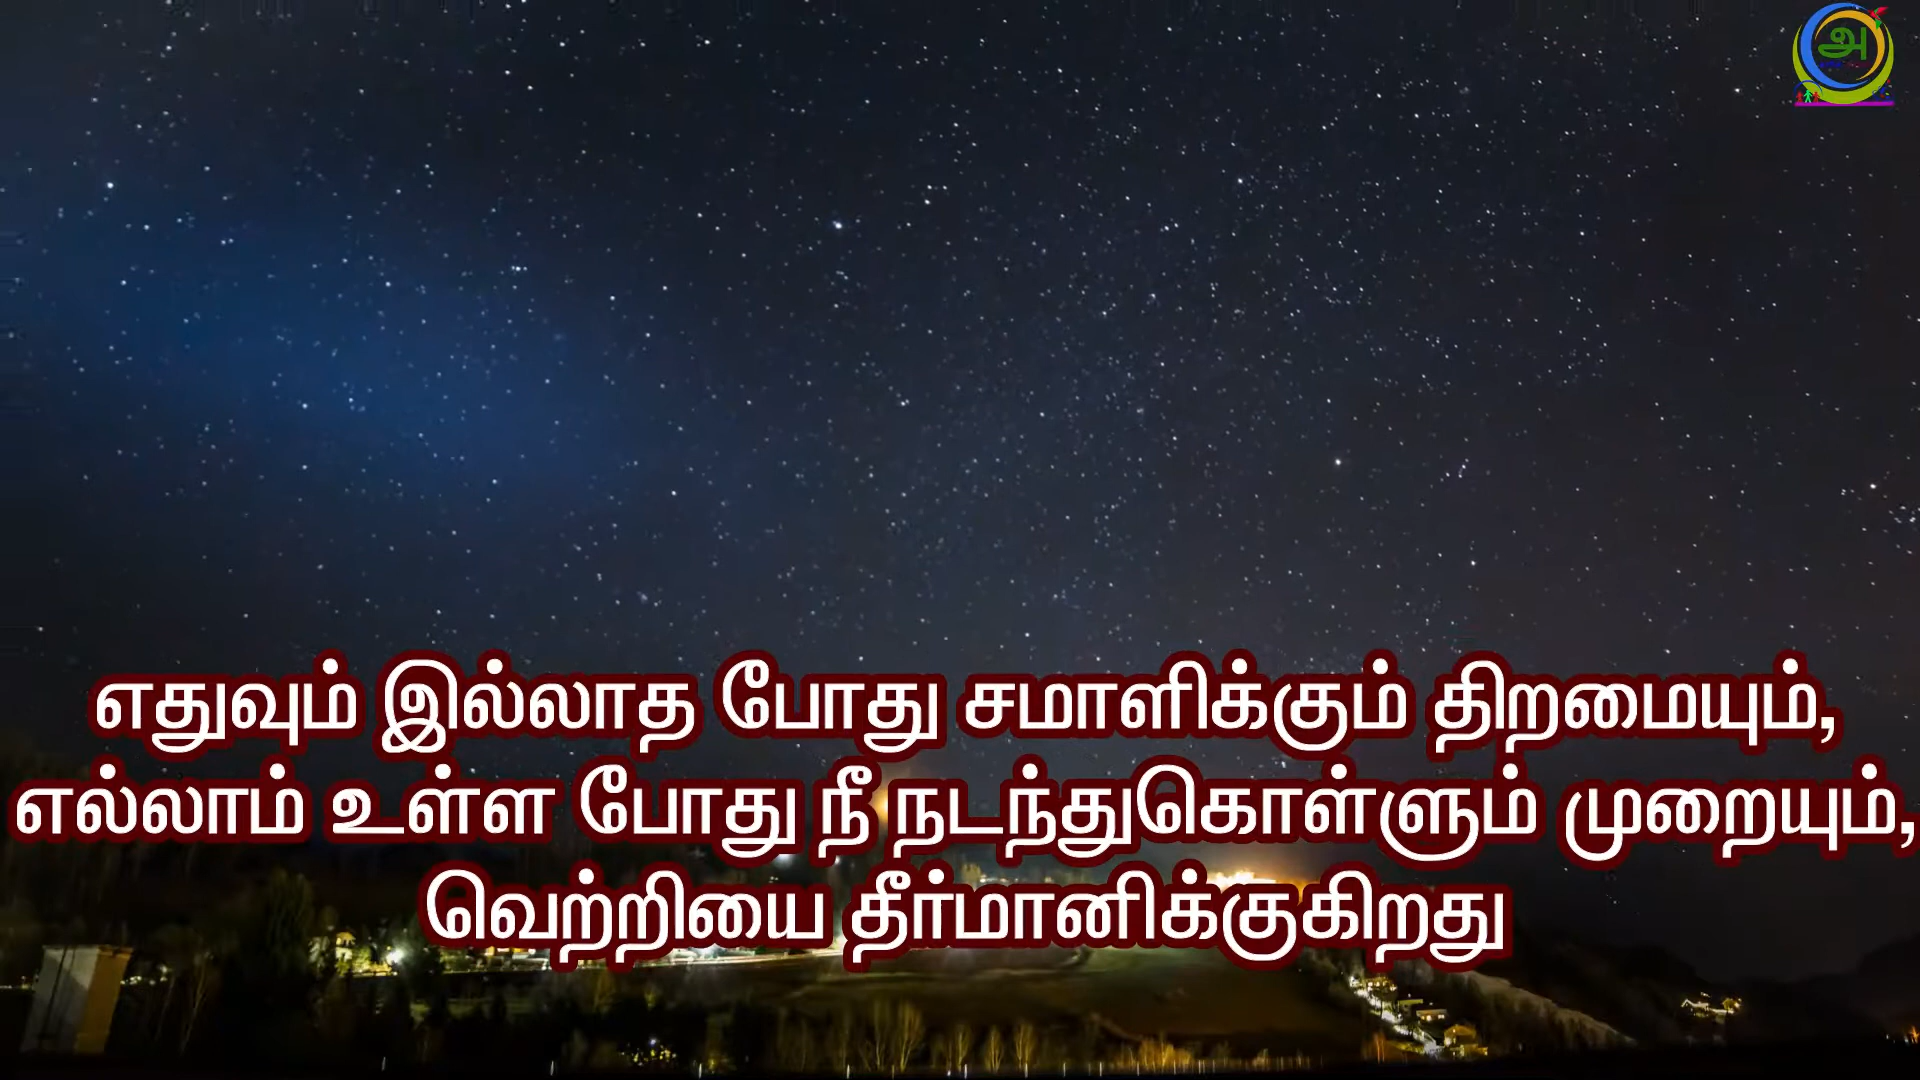 அ
எதுவும் இல்லாத போது சமாளிக்கும் திறமையும்,
எல்லாம் உள்ள போது நீ நடந்துகொள்ளும் முறையும்,
வெற்றியை தீர்மானிக்குகிறது